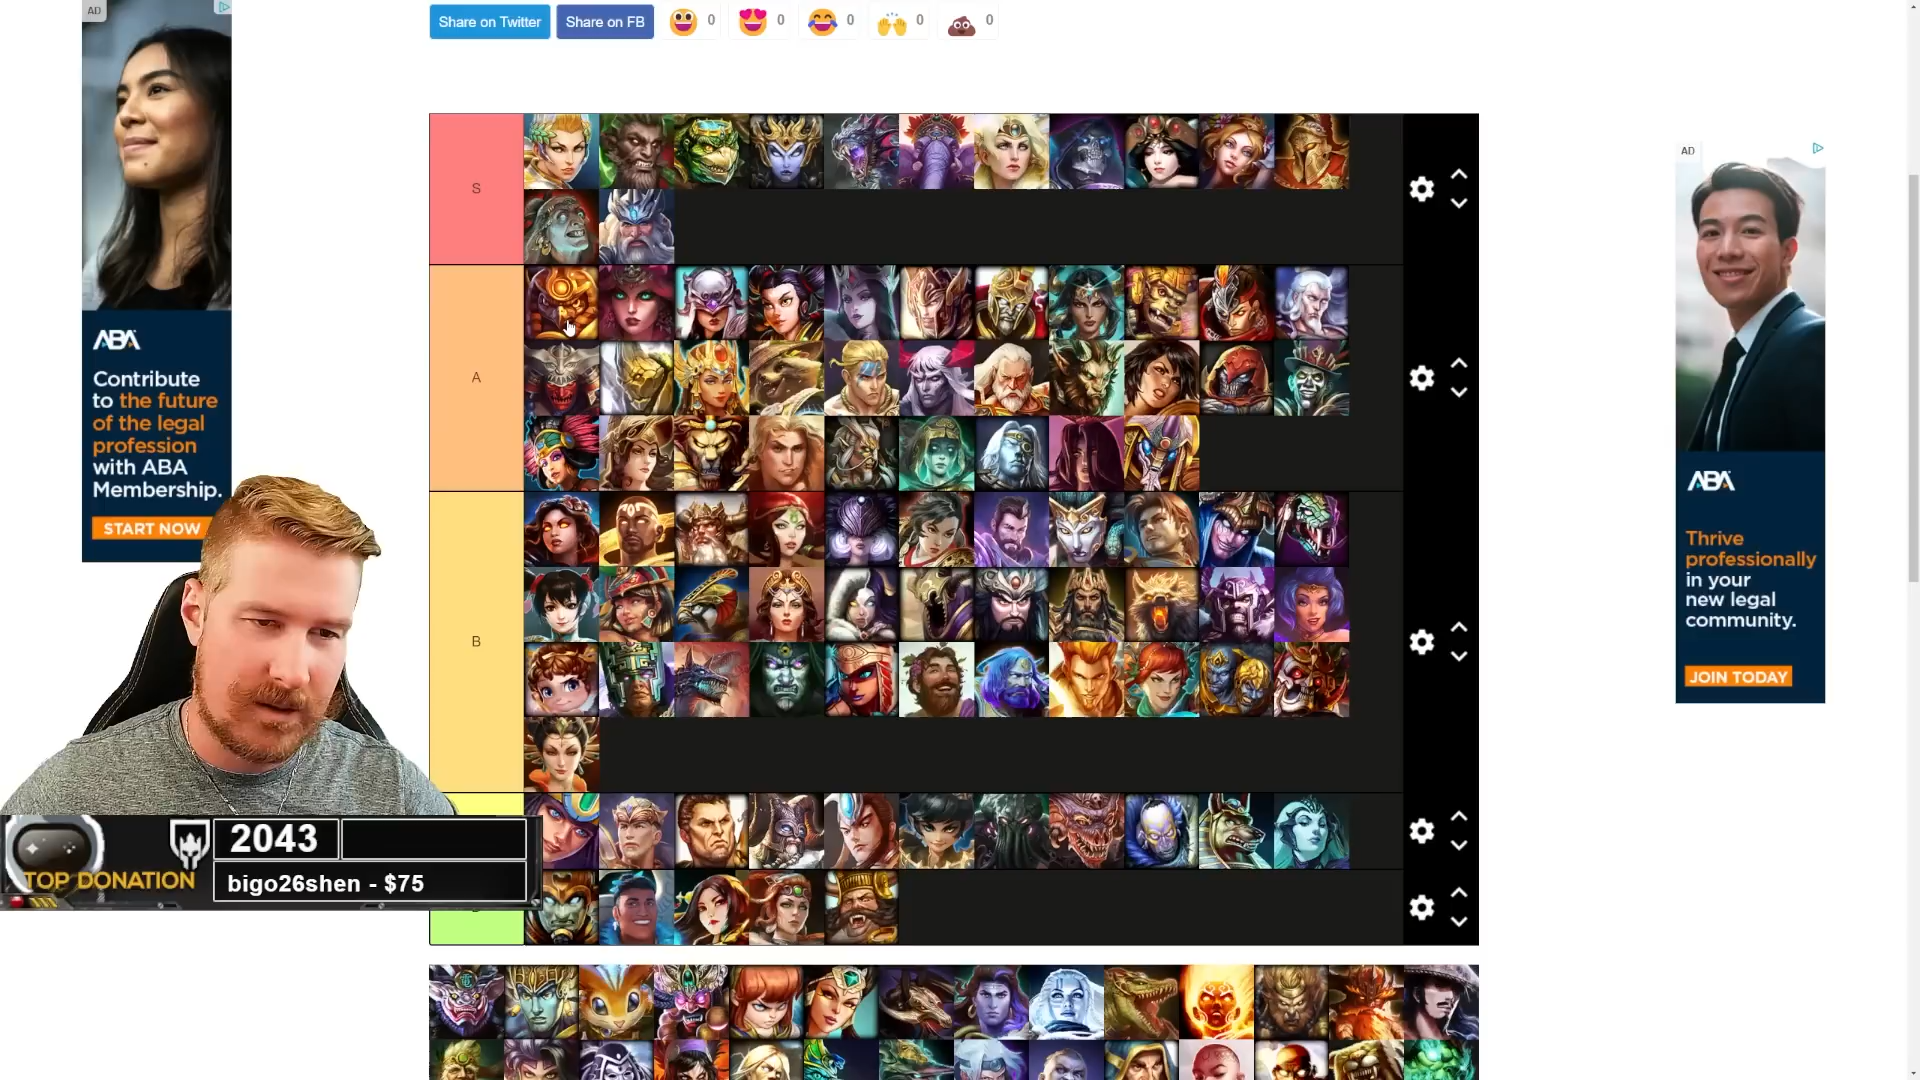 AD
Share on Twitter
Share on FB
0
0
0
0
0
ABA
Contribute
to the future
of the legal
profession
with ABA
Membership.
START NOW
S
A
B
2043
TOP DONATION
bigo26shen - $75
AD
ABA
Thrive
professionally
in your
new legal
community.
JOIN TODAY